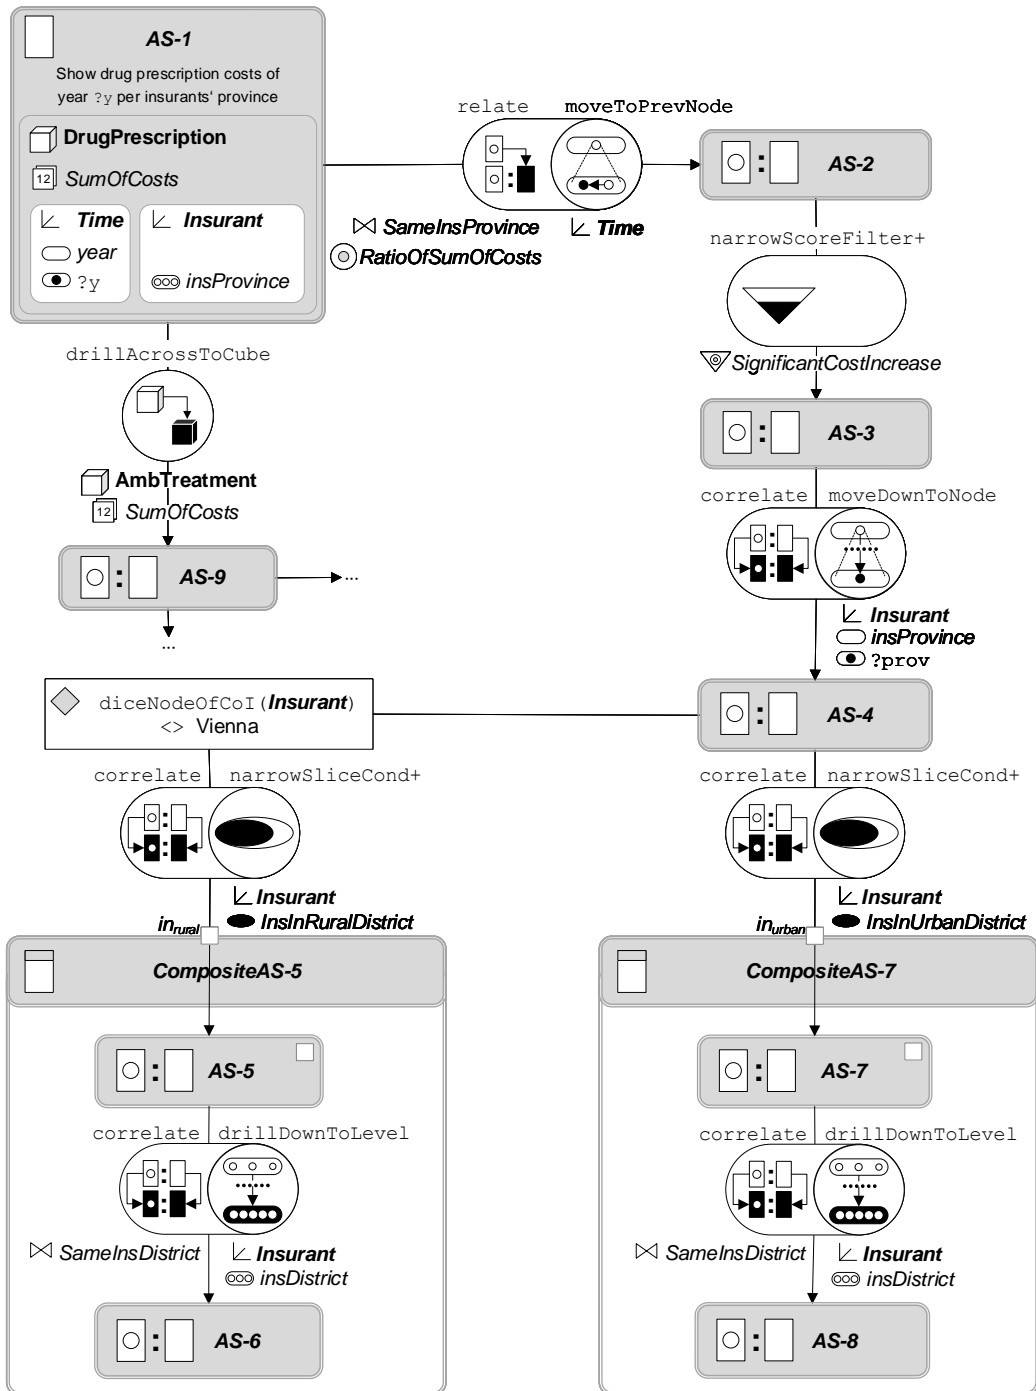 AS-1
Show drug prescription costs of
year ?y per insurants‘ province
DrugPrescription
12 SumOfCosts
Time
year
?y
Insurant
insProvince
relate moveToPrevNode
SameInsProvince
RatioOfSumOfCosts
Time
AS-2
narrowScoreFilter+
SignificantCostIncrease
AS-3
correlate moveDownToNode
Insurant
insProvince
?prov
AS-4
drillAcrossToCube
AmbTreatment
12 SumOfCosts
AS-9
...
...
diceNodeOfCoI(Insurant)
<> Vienna
correlate narrowSliceCond+
Insurant
InsInRuralDistrict
inrural
CompositeAS-5
AS-5
correlate drillDownToLevel
SameInsDistrict
Insurant
insDistrict
AS-6
correlate narrowSliceCond+
Insurant
InsInUrbanDistrict
inurban
CompositeAS-7
AS-7
correlate drillDownToLevel
SameInsDistrict
Insurant
insDistrict
AS-8